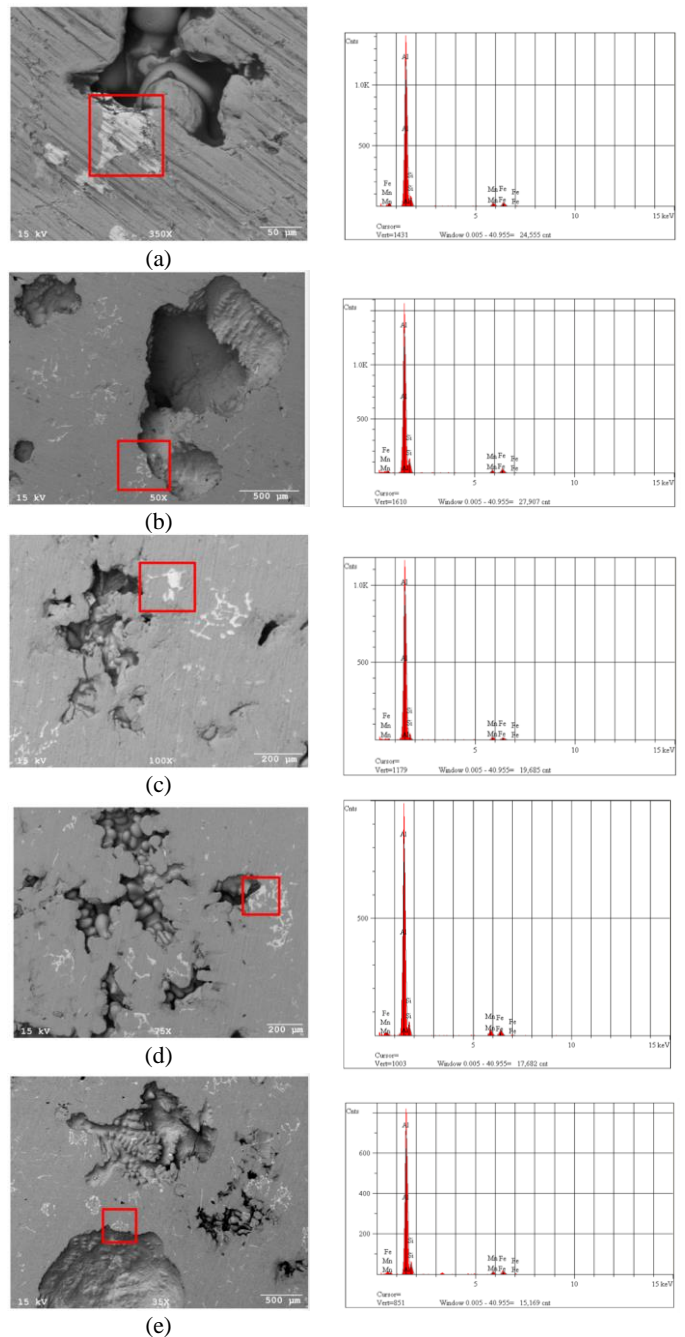 15 kV 350X 50 µm
Cnts
Al
1.0K
Al
500
Si
Fe Si Mn Fe Fe
Mn Mn Fe Fe
5 10 15 keV
Cursor=
Vert=1431 Window 0.005 - 40.955= 24,555 cnt
(a)
15 kV 50X 500 µm
Cnts
Al
1.0K
Al
500
Si
Fe Si Mn Fe Fe
Mn Mn Fe Fe
5 10 15 keV
Cursor=
Vert=1610 Window 0.005 - 40.955= 27,907 cnt
(b)
15 kV 100X 200 µm
Cnts
1.0K Al
Al
500
Si
Fe Si Mn Fe Fe
Mn Mn Fe Fe
5 10 15 keV
Cursor=
Vert=1179 Window 0.005 - 40.955= 19,685 cnt
(c)
15 kV 75X 200 µm
Cnts
Al
500
Al
Si
Fe Si Mn Fe Fe
Mn Mn Fe Fe
5 10 15 keV
Cursor=
Vert=1003 Window 0.005 - 40.955= 17,682 cnt
(d)
15 kV 35X 500 µm
Cnts
Al
600
400
Al
200
Si
Fe Si Mn Fe Fe
Mn Mn Fe Fe
5 10 15 keV
Cursor=
Vert=851 Window 0.005 - 40.955= 15,169 cnt
(e)